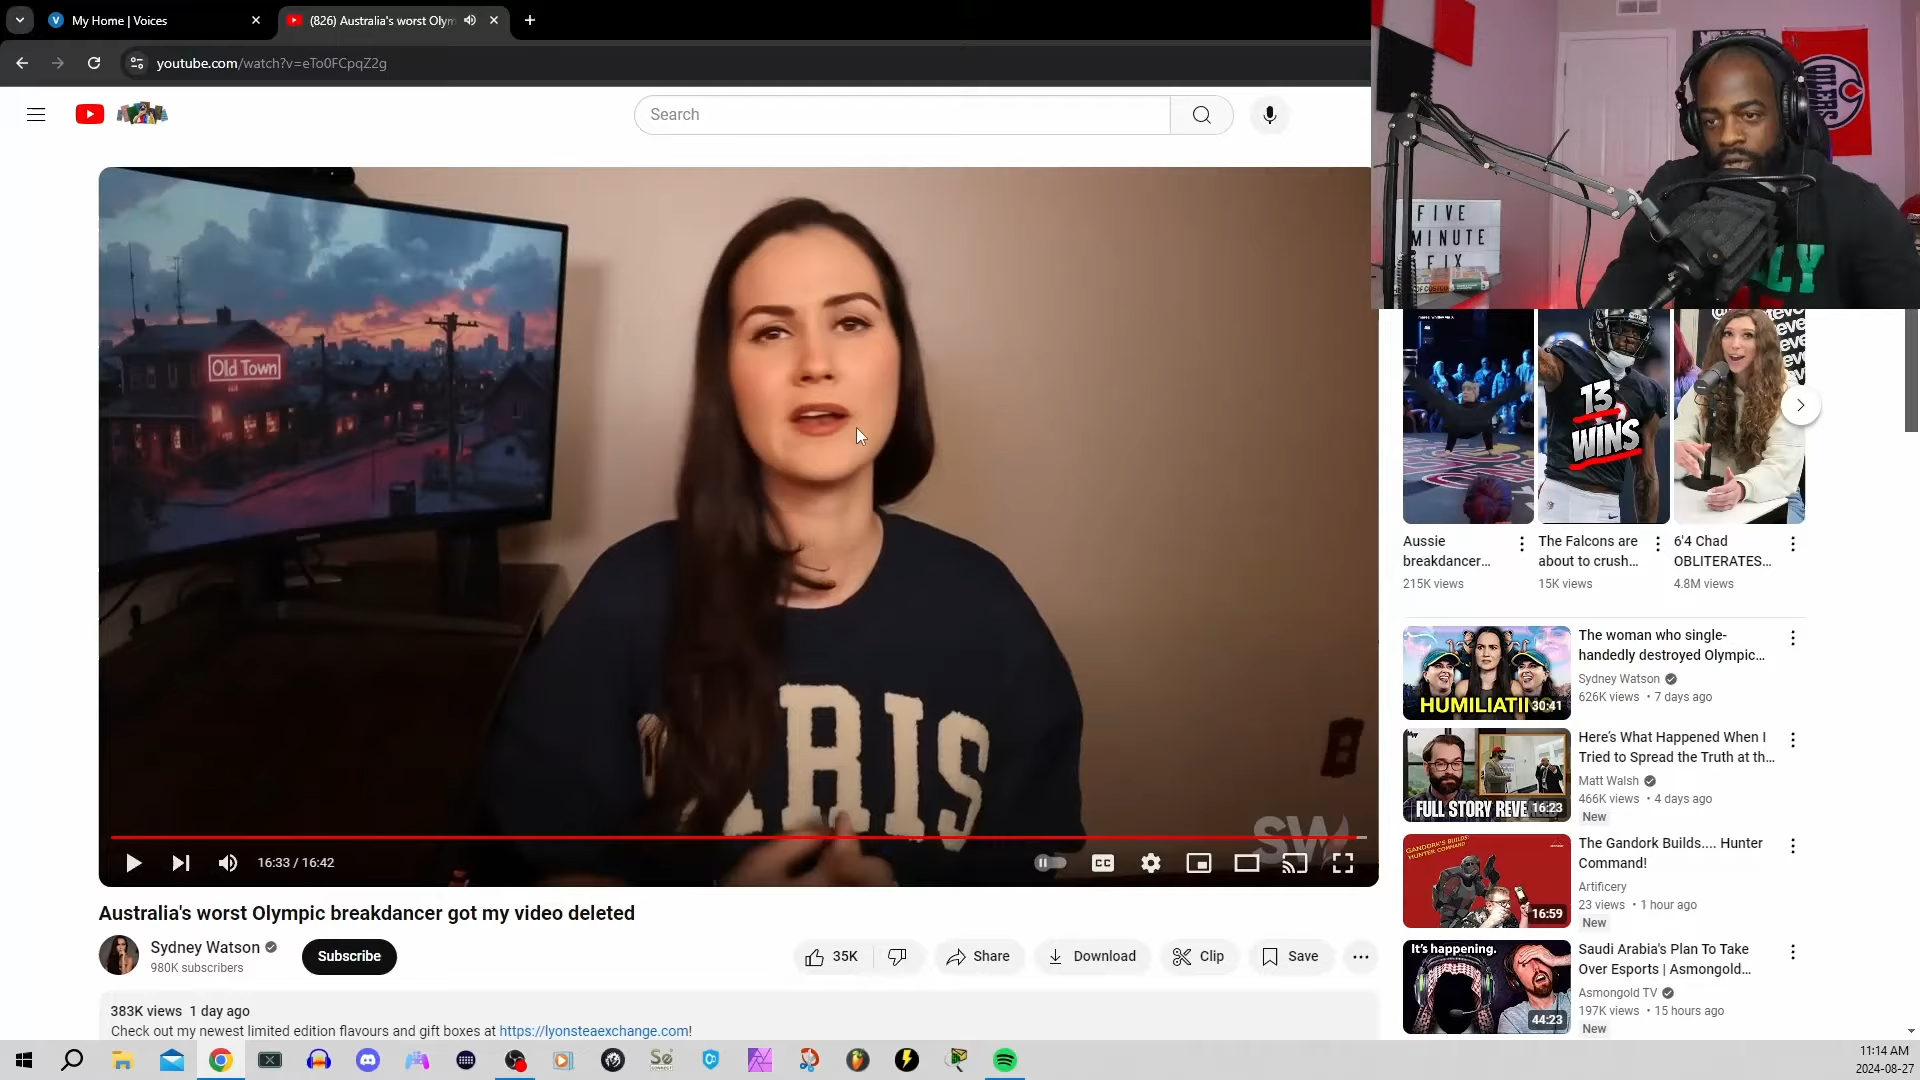 My Home | Voices
(826) Australia's worst Olym
youtube.com/watch?v=eTo0FCpqZ2g
Search
OILERS
FIVE
MINUTE
FIX
Old Town
RIS
SW
16:33 / 16:42
CC
Australia's worst Olympic breakdancer got my video deleted
Sydney Watson
980K subscribers
Subscribe
35K
Share
Download
Clip
Save
383K views 1 day ago
Check out my newest limited edition flavours and gift boxes at https://lyonsteaexchange.com!
13
WINS
Aussie
breakdancer...
215K views
The Falcons are
about to crush...
15K views
6'4 Chad
OBLITERATES...
4.8M views
30:41
The woman who single-
handedly destroyed Olympic...
Sydney Watson
626K views • 7 days ago
FULL STORY
16:23
Here's What Happened When I
Tried to Spread the Truth at th...
Matt Walsh
466K views • 4 days ago
New
GANDORK'S BUILDS:
HUNTER COMMAND
16:59
The Gandork Builds.... Hunter
Command!
Artificery
23 views • 1 hour ago
New
It's happening.
44:23
Saudi Arabia's Plan To Take
Over Esports | Asmongold...
Asmongold TV
197K views • 15 hours ago
New
11:14 AM
2024-08-27